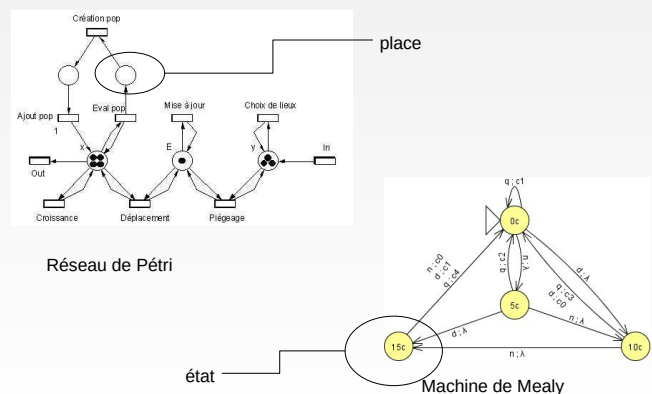 Création pop
place
Ajout pop
1
Eval pop
Mise à jour
Choix de lieux
x
E
y
In
Out
Croissance
Déplacement
Piégeage
Réseau de Pétri
q ; c1
0c
n ; c0
d ; c1
q ; c4
q ; c2
n ; λ
d ; λ
q ; c3
d ; c0
5c
d ; λ
n ; λ
15c
10c
n ; λ
état
Machine de Mealy